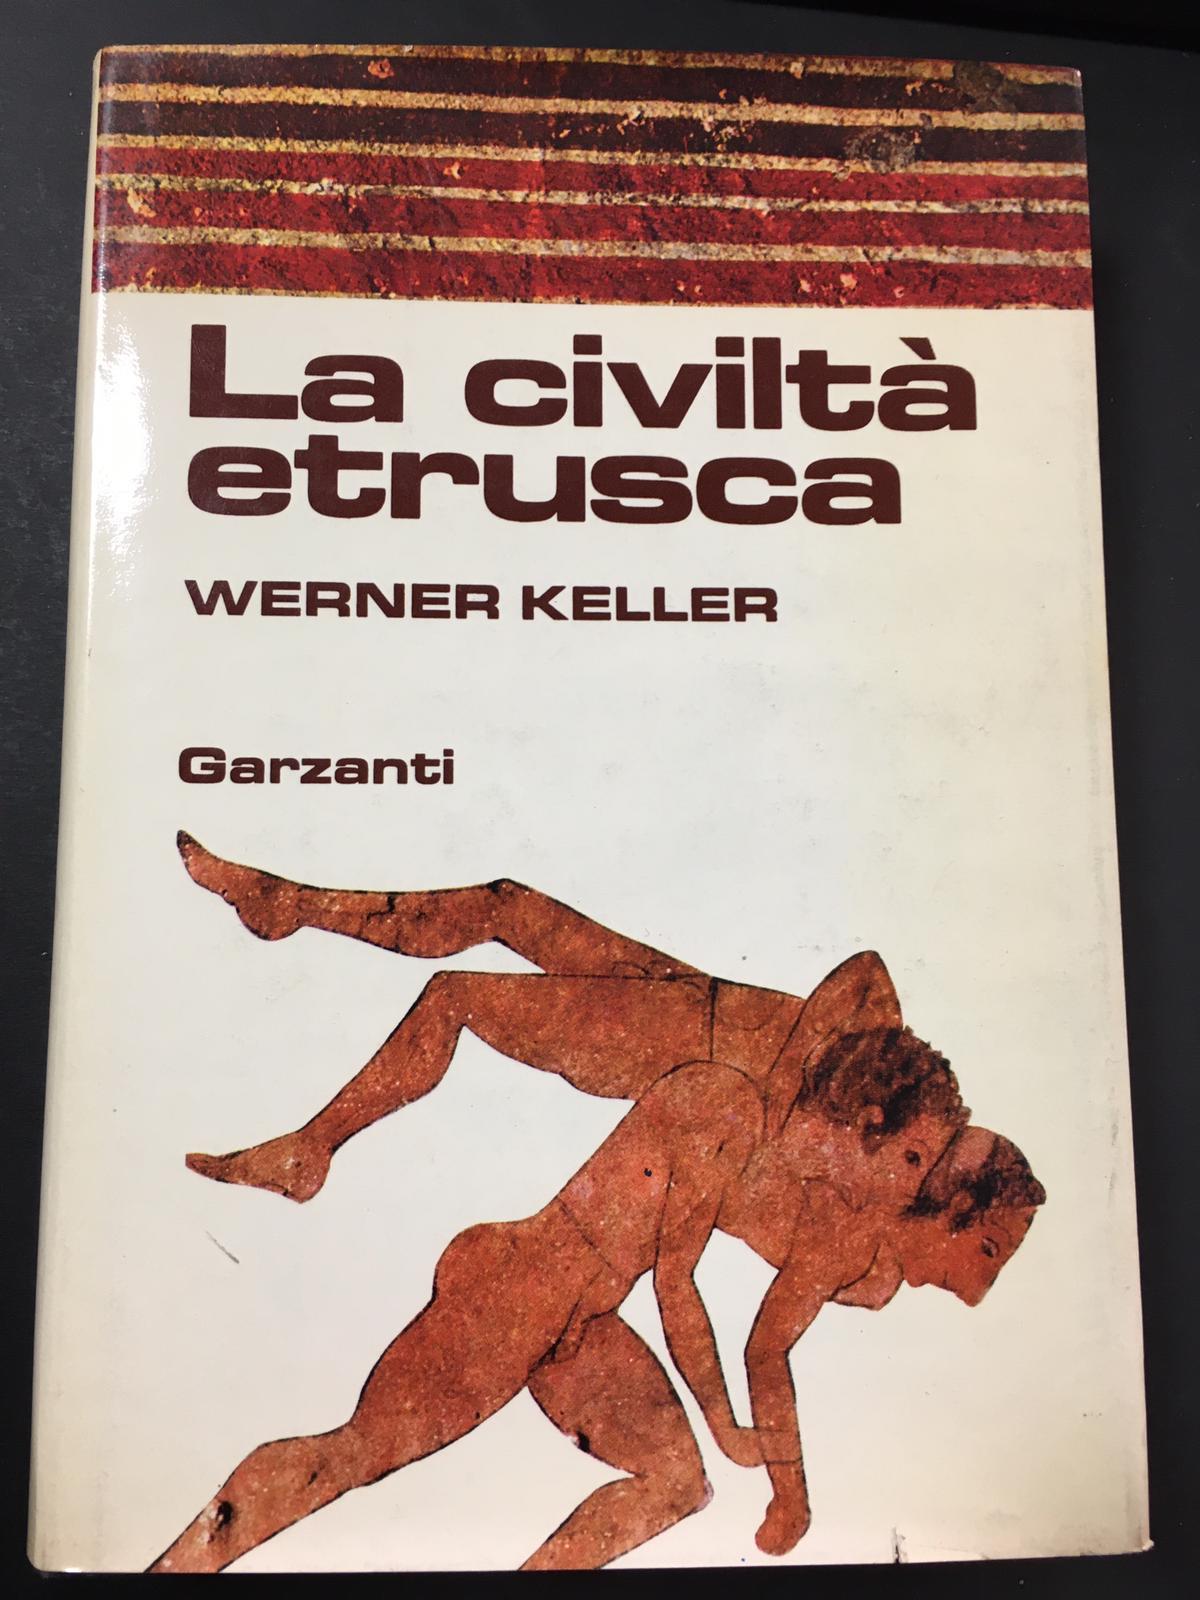 La civiltà
etrusca
WERNER KELLER
Garzanti